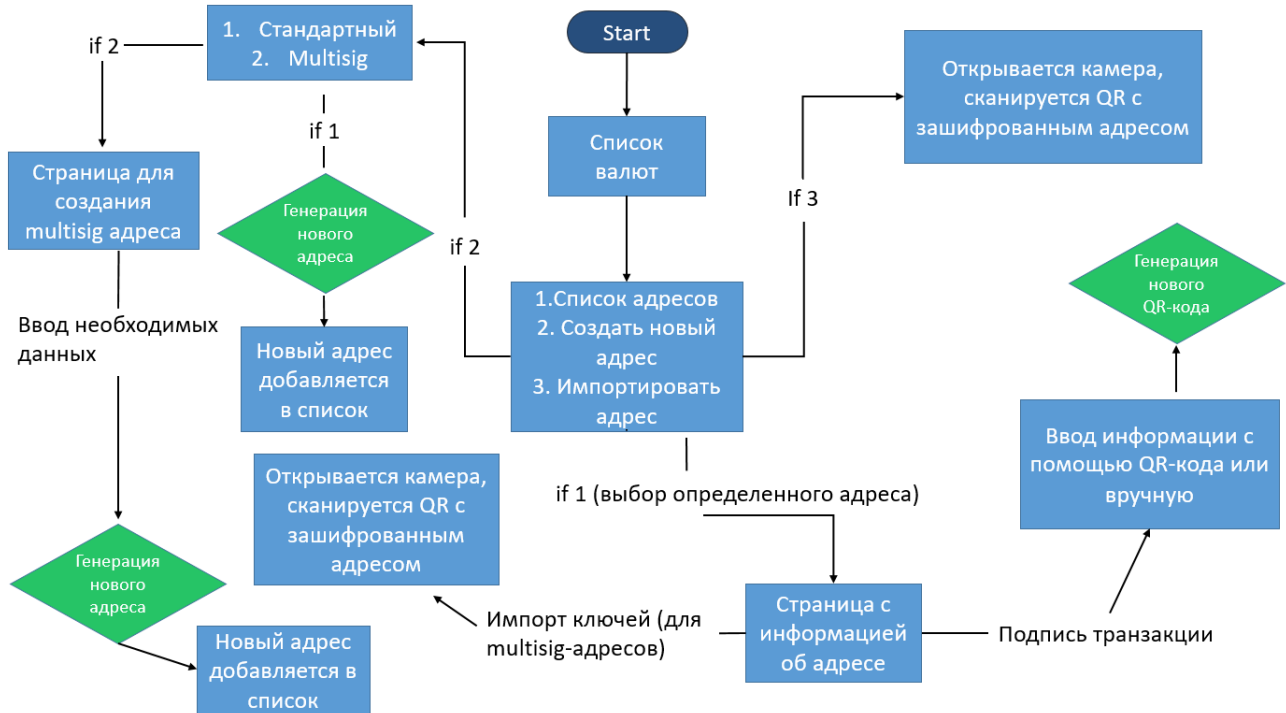 Start
Список
валют
1.Список адресов
2. Создать новый
адрес
3. Импортировать
адрес
if 2
1. Стандартный
2. Multisig
if 2
Страница для
создания
multisig адреса
Ввод необходимых
данных
Генерация
нового
адреса
Новый адрес
добавляется в
список
if 1
Генерация
нового
адреса
Новый адрес
добавляется
в список
If 3
Открывается камера,
сканируется QR с
зашифрованным адресом
if 1 (выбор определенного адреса)
Страница с
информацией
об адресе
Импорт ключей (для
multisig-адресов)
Открывается камера,
сканируется QR с
зашифрованным
адресом
Подпись транзакции
Ввод информации с
помощью QR-кода или
вручную
Генерация
нового
QR-кода